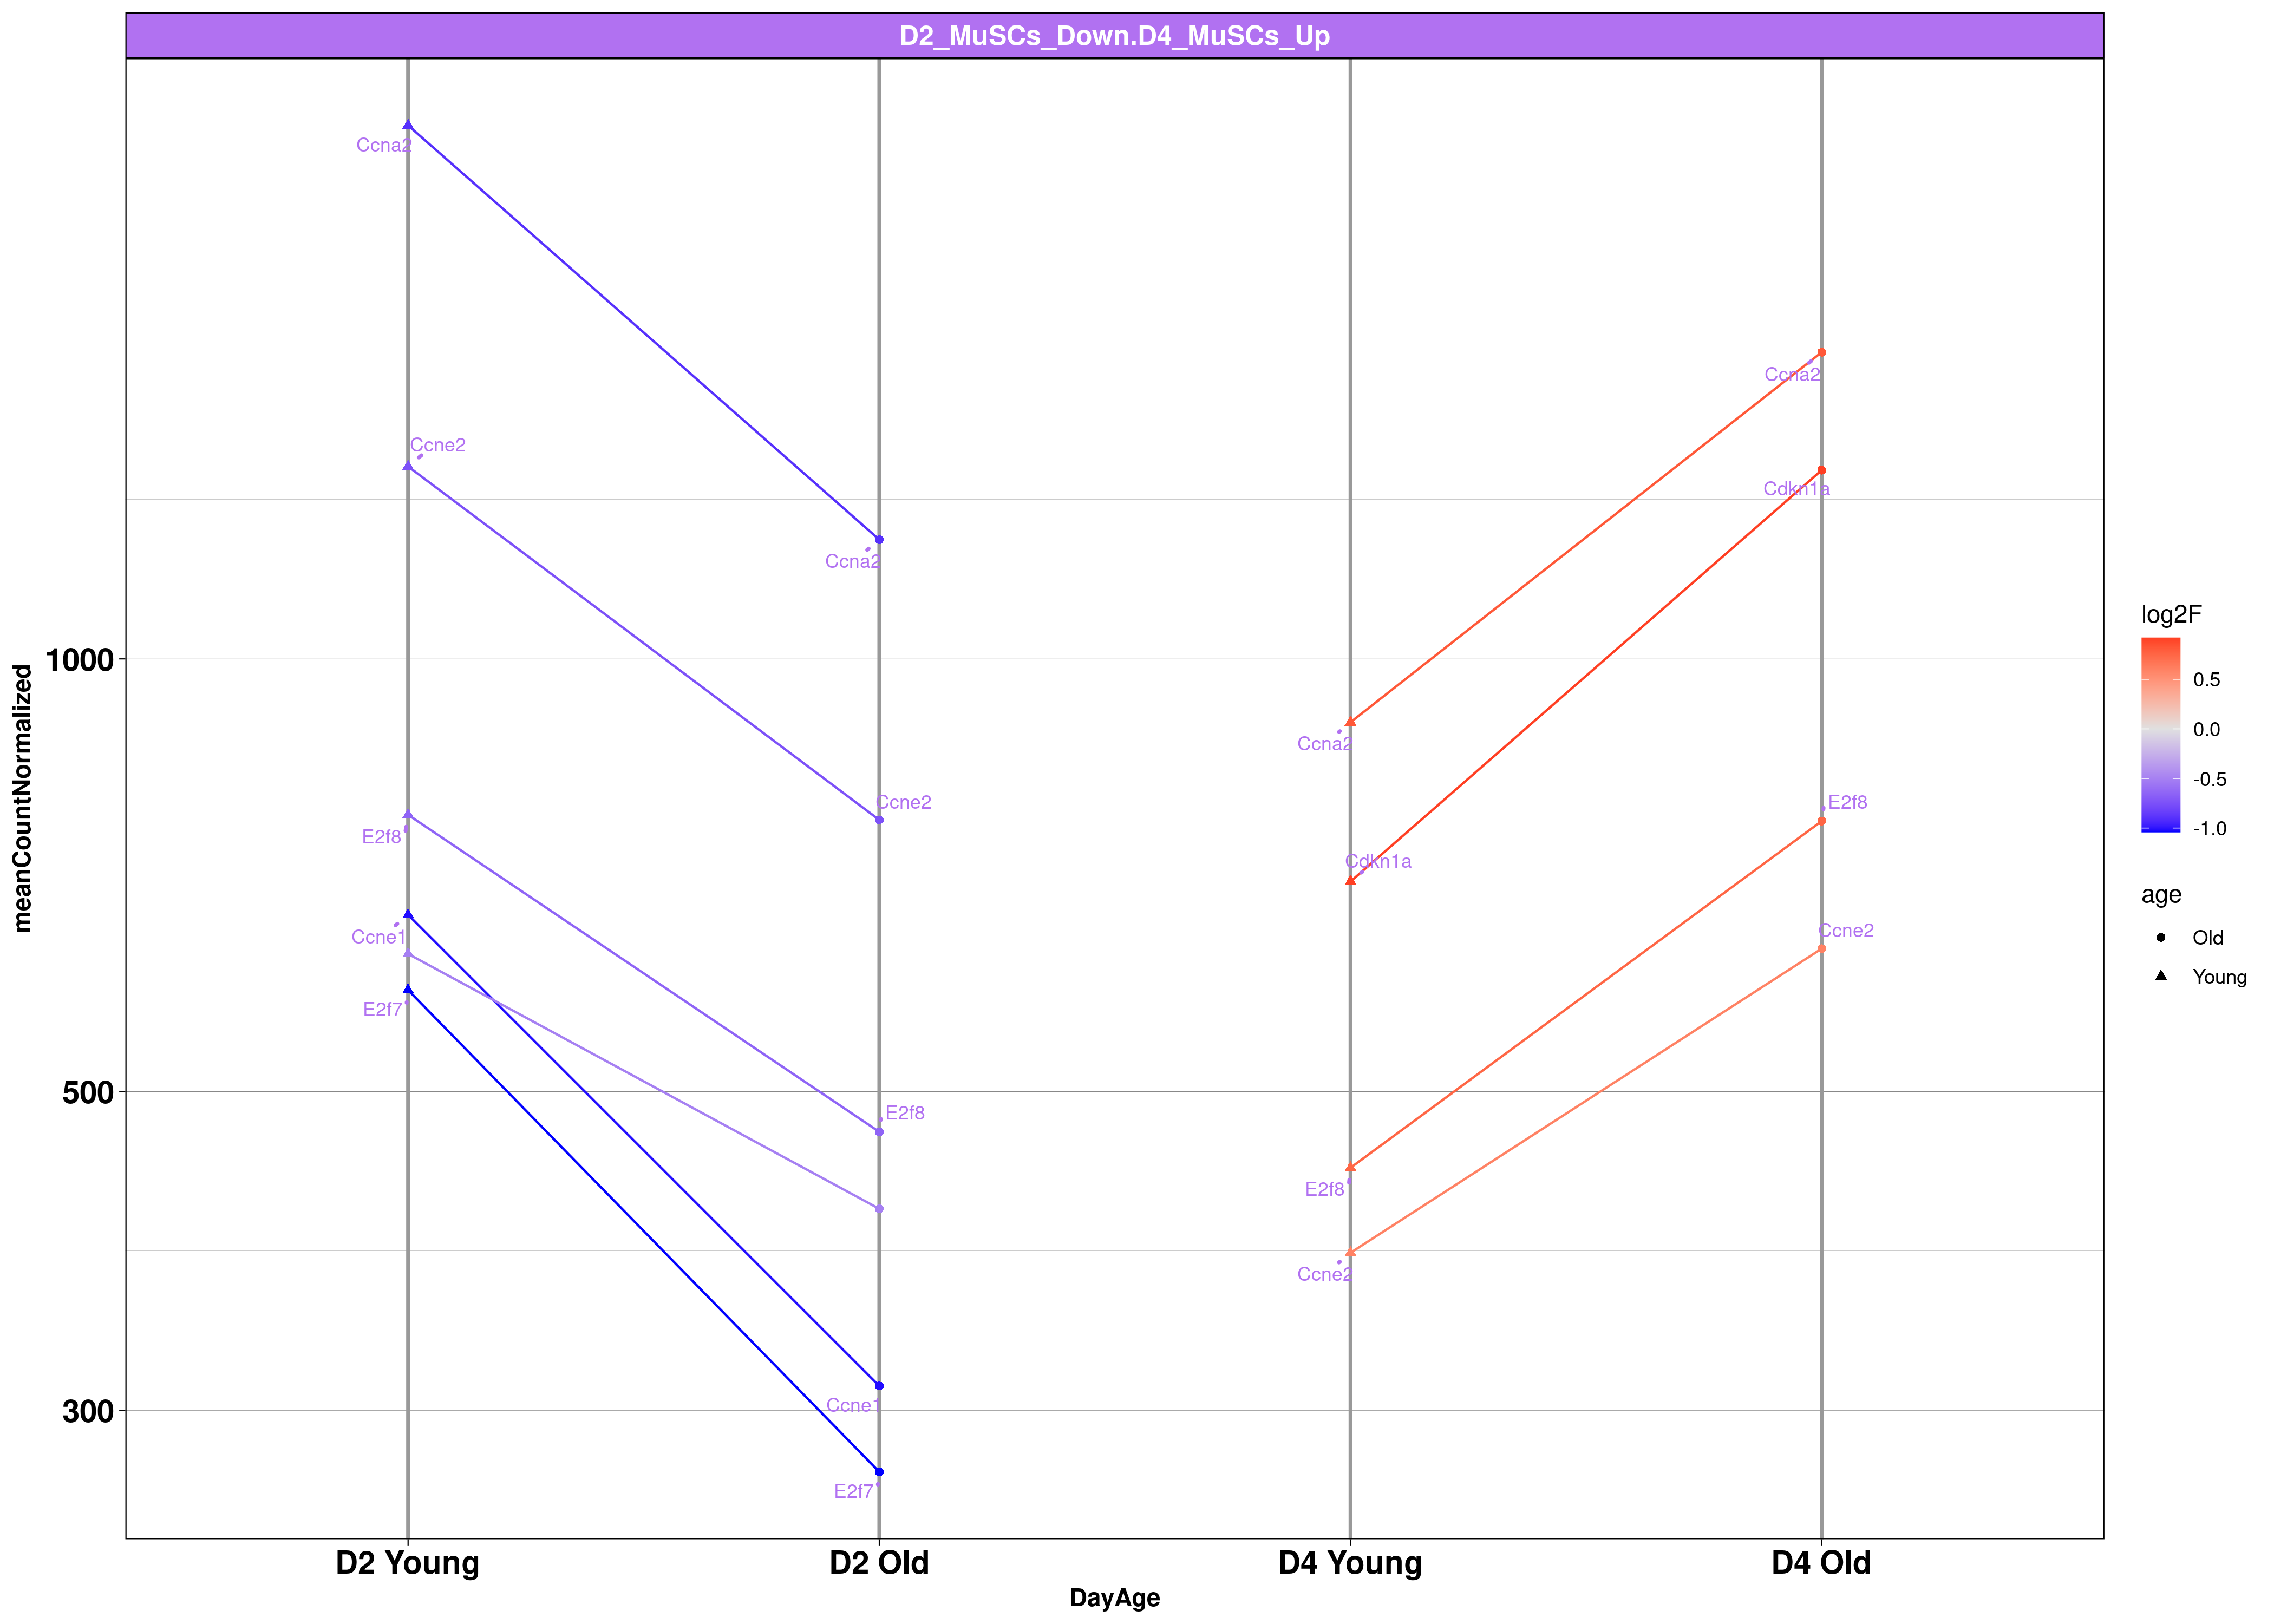 D2_MuSCs_Down.D4_MuSCs_Up
Ccna2
Ccne2
Ccna2
Ccna2
Cdkn1a
1000
Ccna2
Ccne2
E2f8
E2f8
Cdkn1a
Ccne1
Ccne2
E2f7
500
E2f8
E2f8
Ccne2
300
Ccne1
E2f7
meanCountNormalized
D2 Young
D2 Old
D4 Young
D4 Old
DayAge
log2F
0.5
0.0
-0.5
-1.0
age
Old
Young